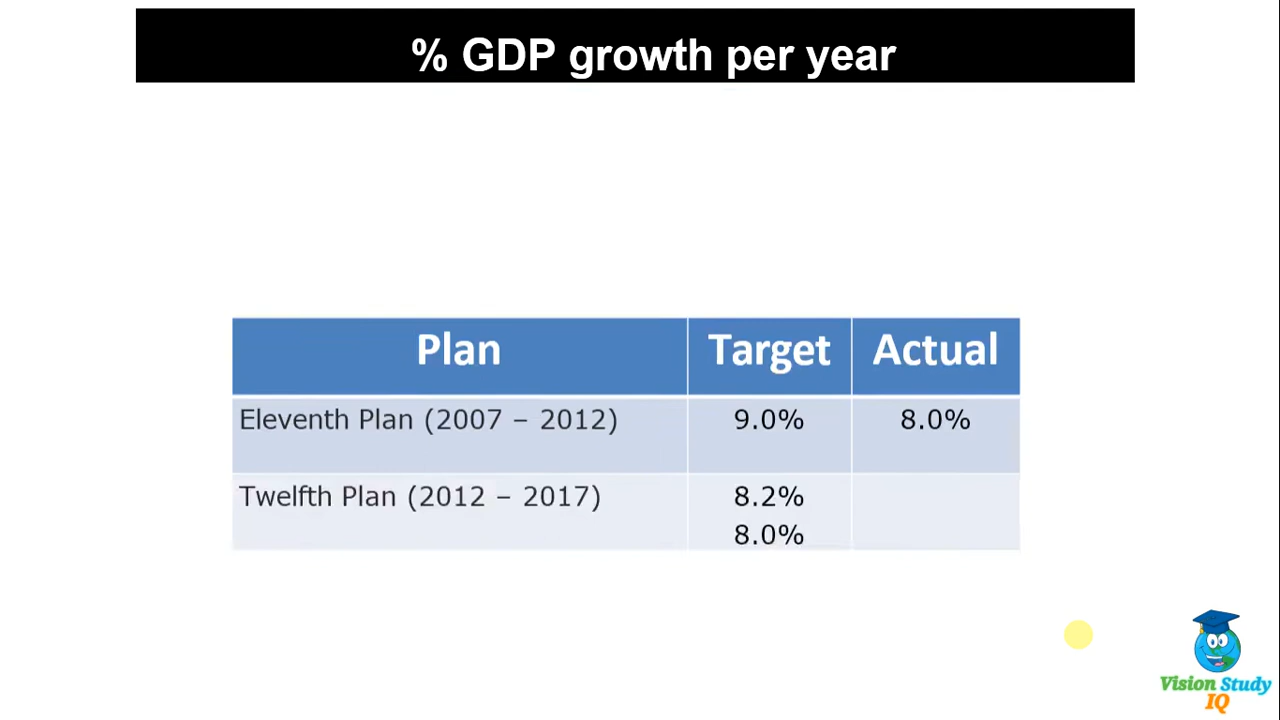 % GDP growth per year
Plan Target Actual
Eleventh Plan (2007 – 2012) 9.0% 8.0%
Twelfth Plan (2012 – 2017) 8.2%
8.0%
Vision Study
IQ